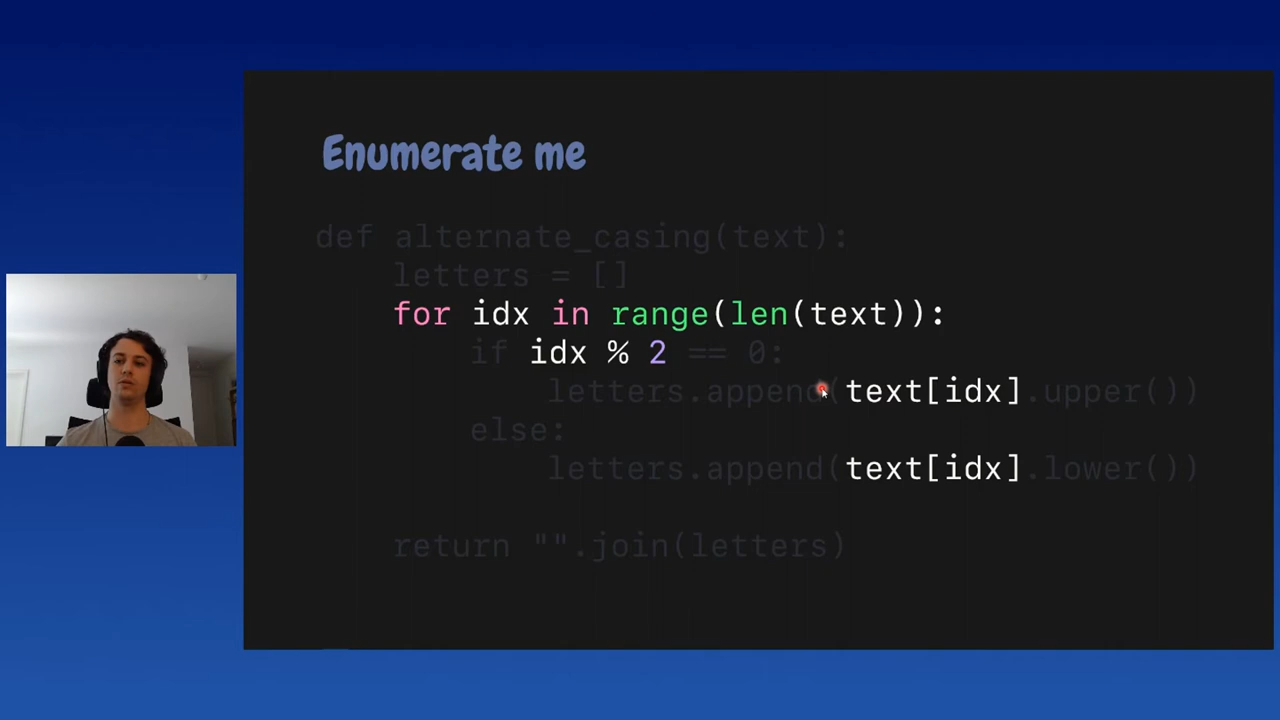 Enumerate me
def alternate_casing(text):
letters = []
for idx in range(len(text)):
if idx % 2 == 0:
letters.append(text[idx].upper())
else:
letters.append(text[idx].lower())
return "".join(letters)